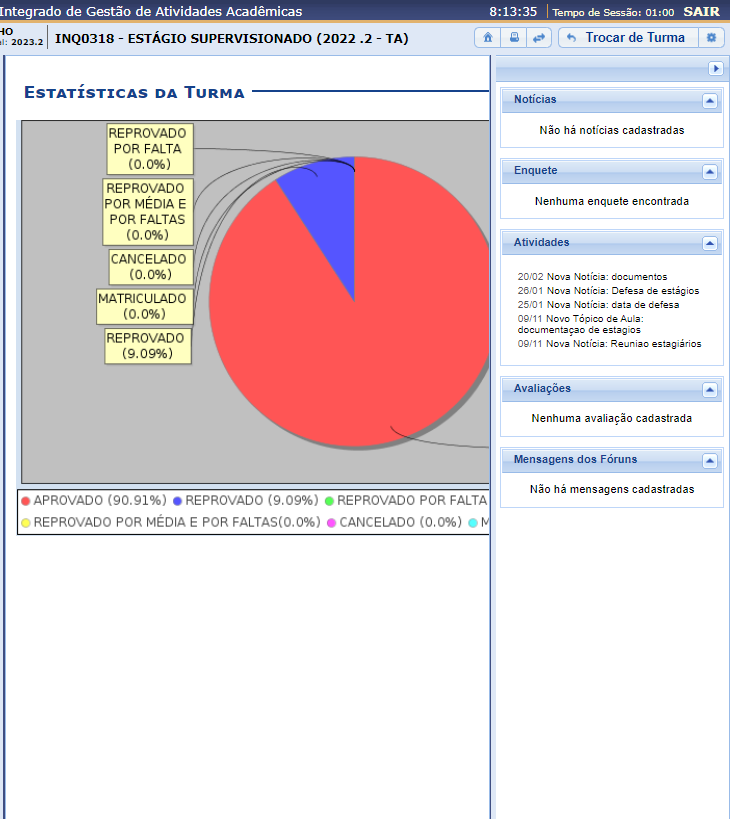 Integrado de Gestão de Atividades Acadêmicas
8:13:35
Tempo de Sessão: 01:00
SAIR
HO
el: 2023.2
INQ0318 - ESTÁGIO SUPERVISIONADO (2022 .2 - TA)
Trocar de Turma
Estatísticas da Turma
REPROVADO
POR FALTA
(0.0%)
REPROVADO
POR MÉDIA E
POR FALTAS
(0.0%)
CANCELADO
(0.0%)
MATRICULADO
(0.0%)
REPROVADO
(9.09%)
APROVADO (90.91%) REPROVADO (9.09%) REPROVADO POR FALTA
REPROVADO POR MÉDIA E POR FALTAS(0.0%) CANCELADO (0.0%) M
Notícias
Não há notícias cadastradas
Enquete
Nenhuma enquete encontrada
Atividades
20/02 Nova Notícia: documentos
26/01 Nova Notícia: Defesa de estágios
25/01 Nova Notícia: data de defesa
09/11 Novo Tópico de Aula:
documentaçao de estagios
09/11 Nova Notícia: Reuniao estagiários
Avaliações
Nenhuma avaliação cadastrada
Mensagens dos Fóruns
Não há mensagens cadastradas